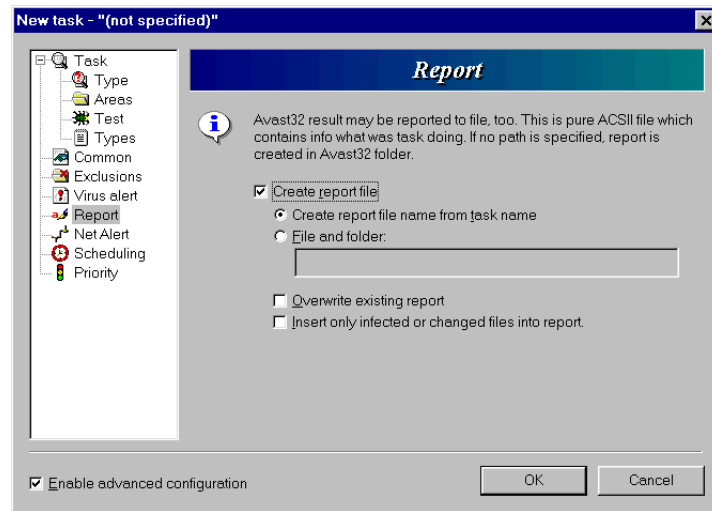 New task - "(not specified)"
Task
Type
Areas
Test
Types
Common
Exclusions
Virus alert
Report
Net Alert
Scheduling
Priority
Report
Avast32 result may be reported to file, too. This is pure ACSII file which
contains info what was task doing. If no path is specified, report is
created in Avast32 folder.
Create report file
Create report file name from task name
File and folder:
Overwrite existing report
Insert only infected or changed files into report.
Enable advanced configuration
OK
Cancel